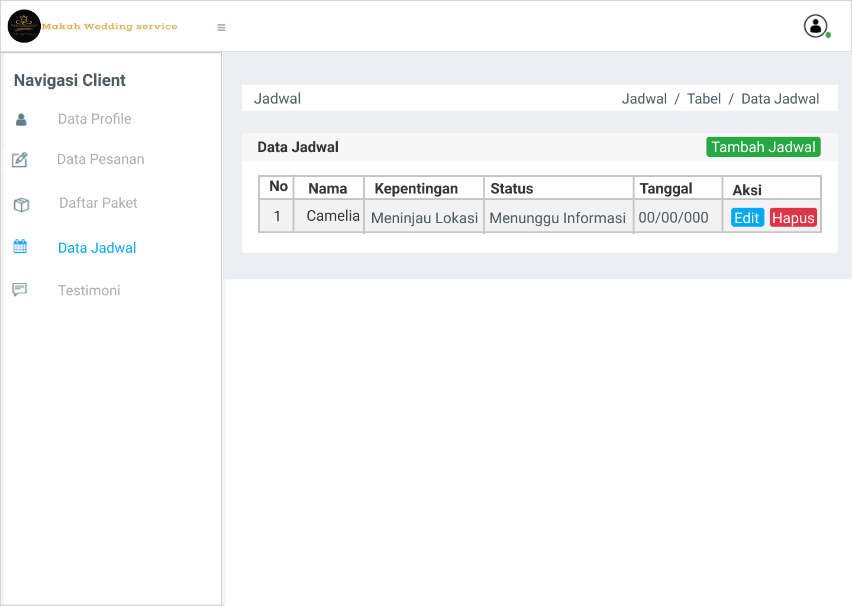 Makah Wedding service
Navigasi Client
Data Profile
Data Pesanan
Daftar Paket
Data Jadwal
Testimoni
Jadwal Jadwal / Tabel / Data Jadwal
Data Jadwal Tambah Jadwal
No Nama Kepentingan Status Tanggal Aksi
1 Camelia Meninjau Lokasi Menunggu Informasi 00/00/000 Edit Hapus